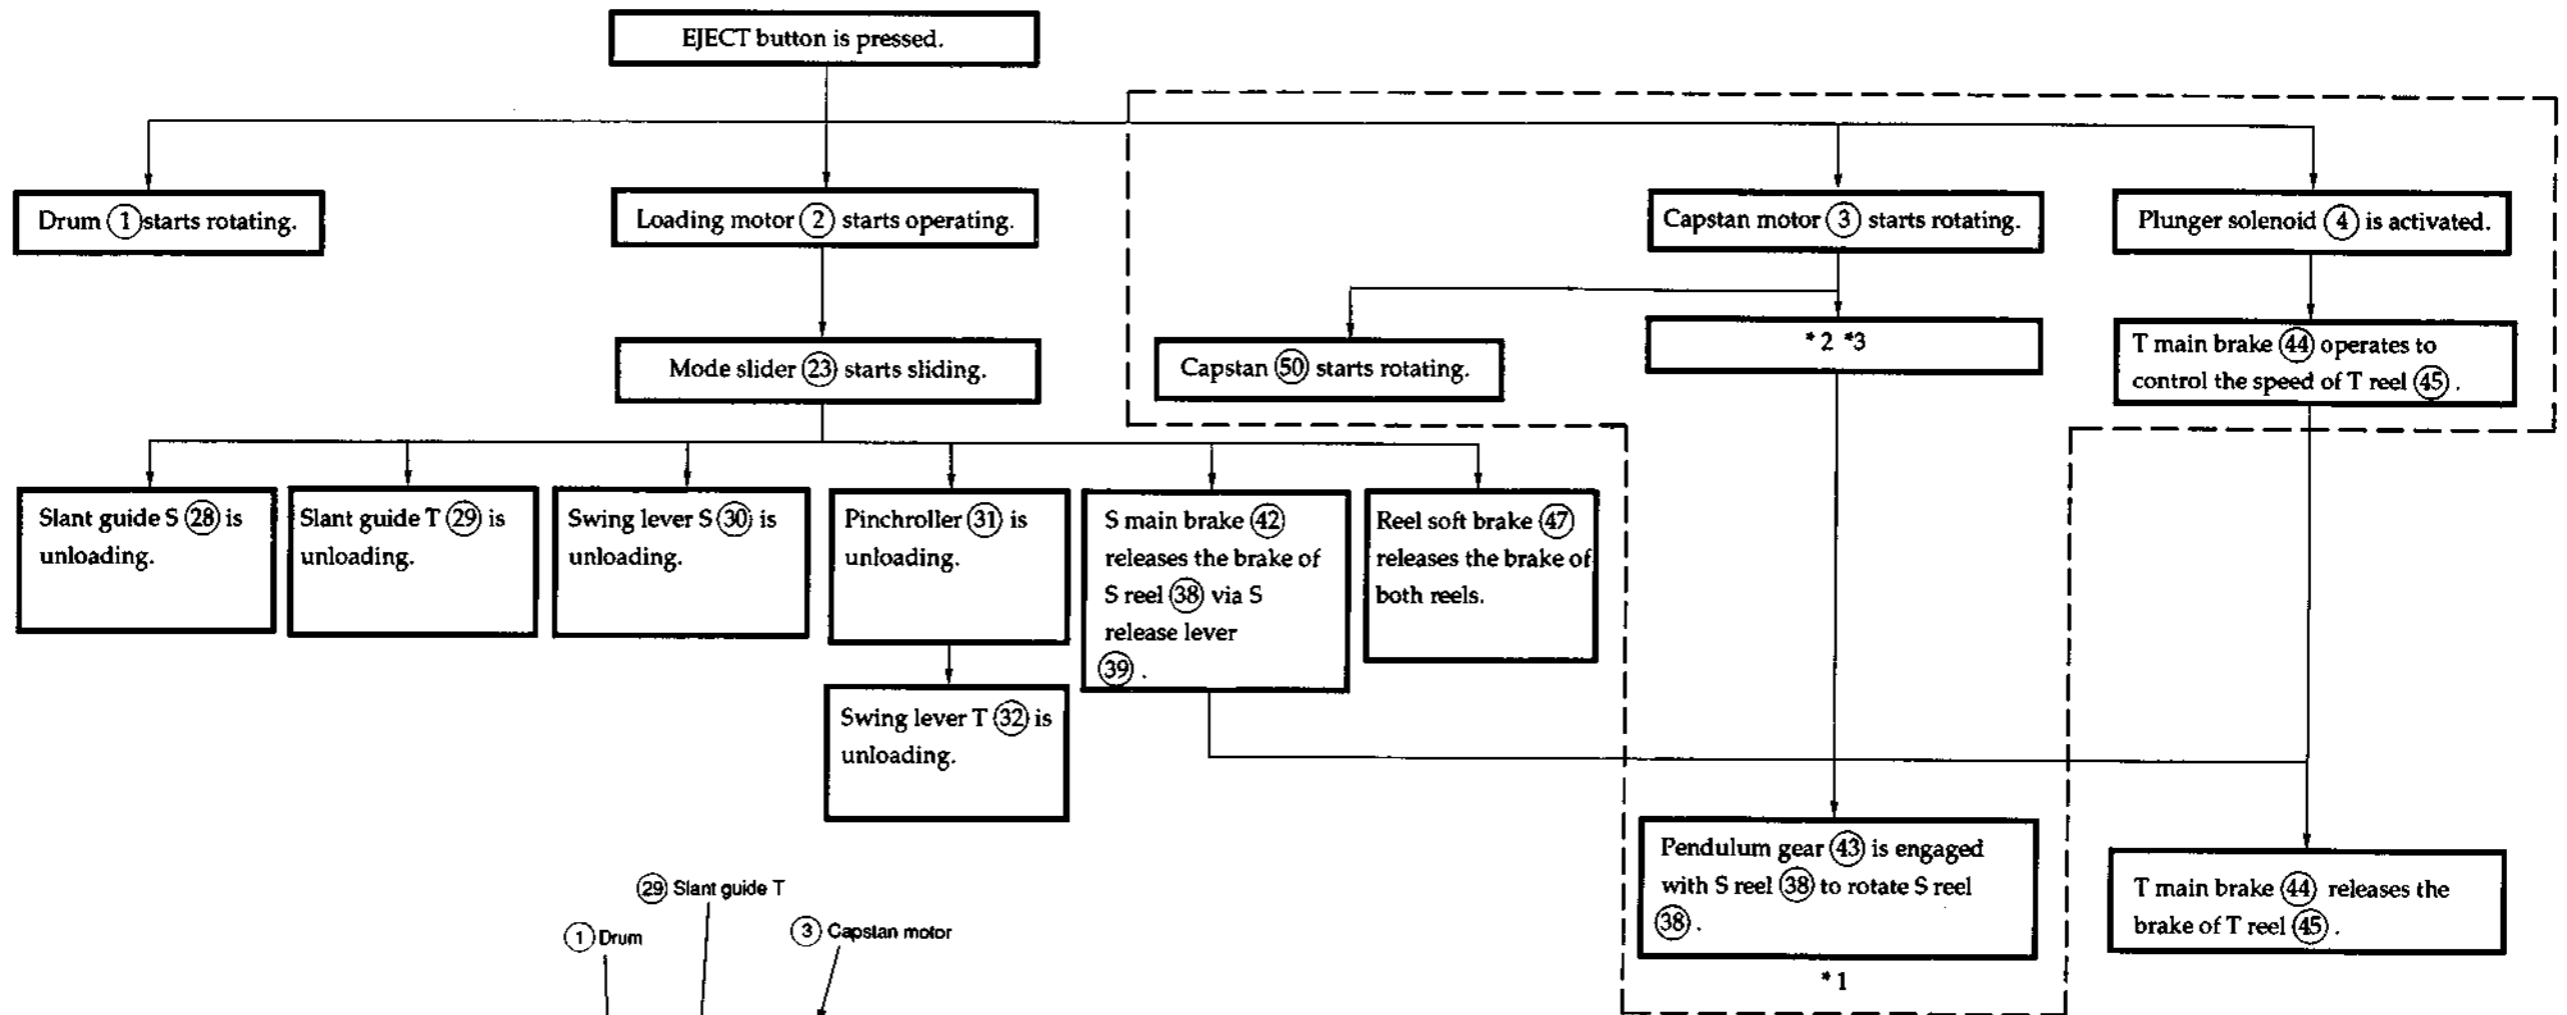 EJECT button is pressed.
Drum ①starts rotating.
Loading motor ② starts operating.
Capstan motor ③ starts rotating.
Plunger solenoid ④ is activated.
Mode slider ㉓ starts sliding.
Capstan ㊿ starts rotating.
*2 *3
T main brake ㊹ operates to
control the speed of T reel ㊺.
Slant guide S ㉘ is
unloading.
Slant guide T ㉙ is
unloading.
Swing lever S ㉚ is
unloading.
Pinchroller ㉛ is
unloading.
S main brake ㊷
releases the brake of
S reel ㊳ via S
release lever
㊴.
Reel soft brake ㊼
releases the brake of
both reels.
Swing lever T ㉜ is
unloading.
Pendulum gear ㊸ is engaged
with S reel ㊳ to rotate S reel
㊳.
*1
T main brake ㊹ releases the
brake of T reel ㊺.
㉙ Slant guide T
① Drum
③ Capstan motor